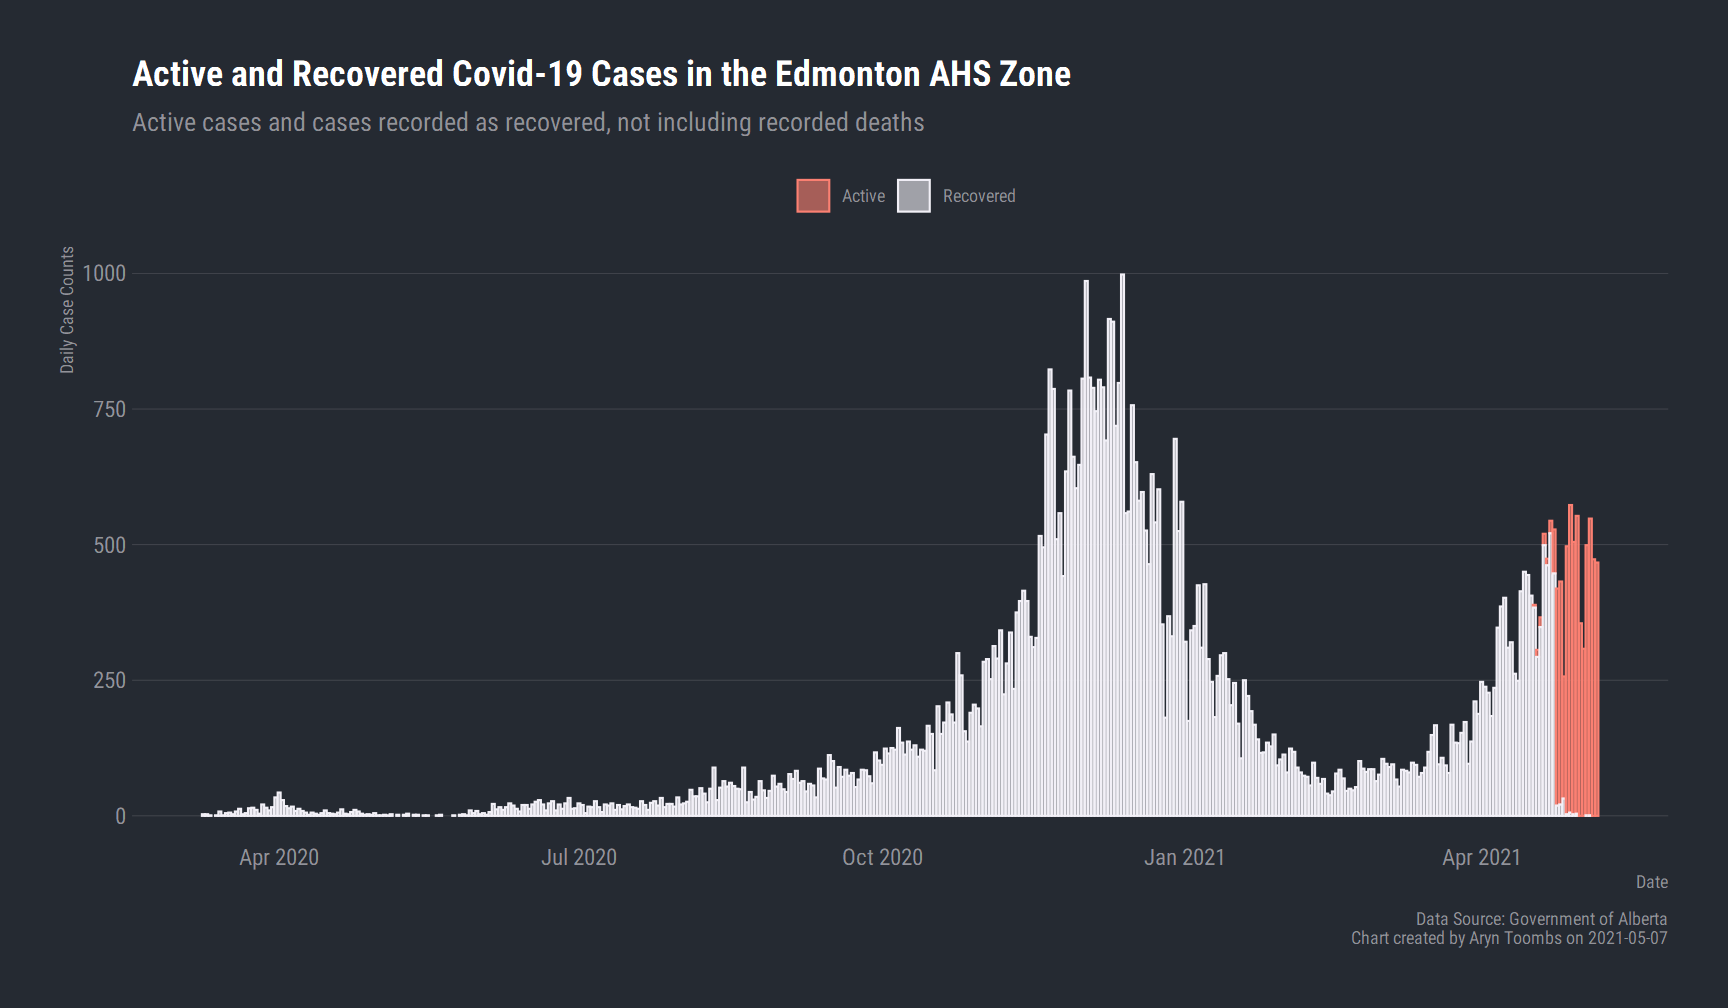 Active and Recovered Covid-19 Cases in the Edmonton AHS Zone
Active cases and cases recorded as recovered, not including recorded deaths
Active
Recovered
Daily Case Counts
1000
750
500
250
0
Apr 2020
Jul 2020
Oct 2020
Jan 2021
Apr 2021
Date
Data Source: Government of Alberta
Chart created by Aryn Toombs on 2021-05-07